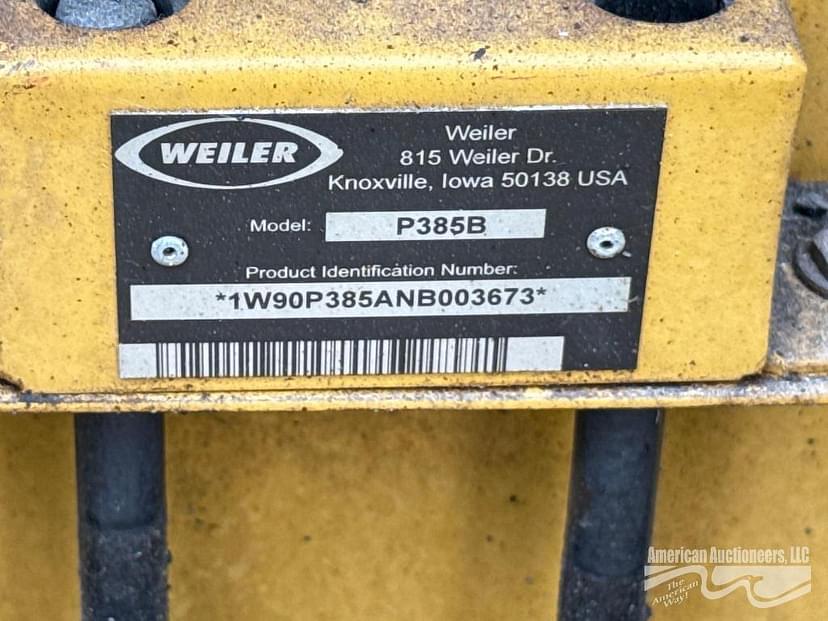 WEILER
Weiler
815 Weiler Dr.
Knoxville, Iowa 50138 USA
Model: P385B
Product Identification Number:
*1W90P385ANB003673*
American Auctioneers, LLC
The
American
Way!